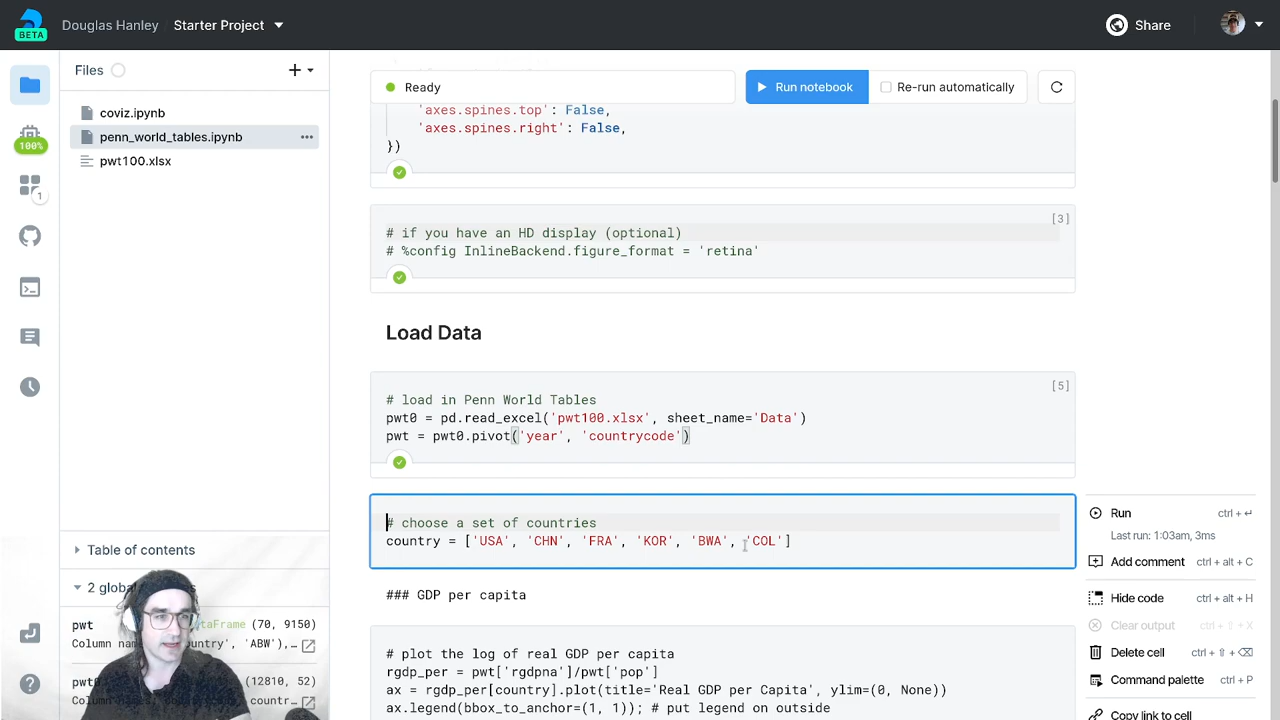 BETA
Douglas Hanley / Starter Project
Share
Files
coviz.ipynb
penn_world_tables.ipynb
pwt100.xlsx
100%
1
Ready
Run notebook
Re-run automatically
'axes.spines.top': False,
'axes.spines.right': False,
})
[3]
# if you have an HD display (optional)
# %config InlineBackend.figure_format = 'retina'
Load Data
[5]
# load in Penn World Tables
pwt0 = pd.read_excel('pwt100.xlsx', sheet_name='Data')
pwt = pwt0.pivot('year', 'countrycode')
# choose a set of countries
country = ['USA', 'CHN', 'FRA', 'KOR', 'BWA', 'COL']
### GDP per capita
# plot the log of real GDP per capita
rgdp_per = pwt['rgdpna']/pwt['pop']
ax = rgdp_per[country].plot(title='Real GDP per Capita', ylim=(0, None))
ax.legend(bbox_to_anchor=(1, 1)); # put legend on outside
Run ctrl + ↵
Last run: 1:03am, 3ms
Add comment ctrl + alt + C
Hide code ctrl + alt + H
Clear output ctrl + ⇧ + X
Delete cell ctrl + ⇧ + ⌫
Command palette ctrl + P
Copy link to cell
Table of contents
2 global
pwt (70, 9150)
Column 'ABW'),...
(12810, 52)